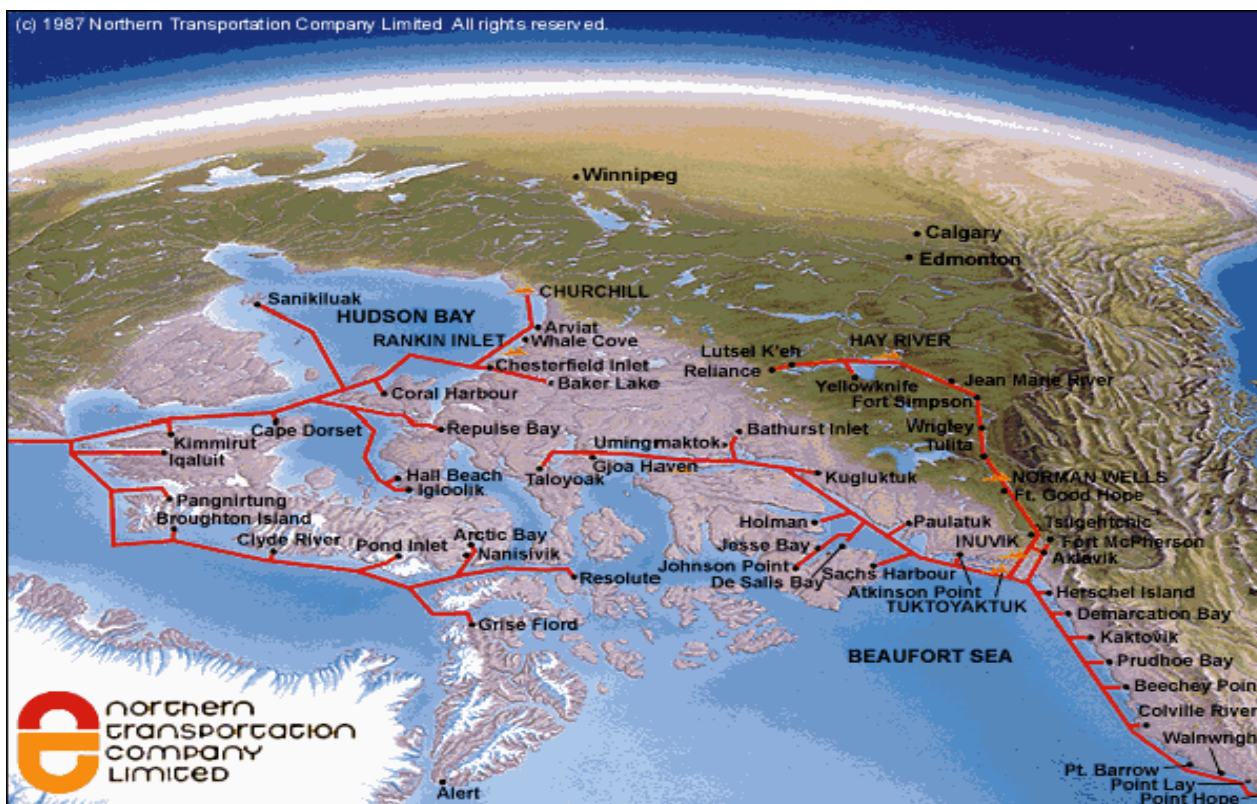 (c) 1987 Northern Transportation Company Limited All rights reserved.
Winnipeg
Calgary
Edmonton
Sanikiluak
CHURCHILL
HUDSON BAY
Arviat
RANKIN INLET
Whale Cove
HAY RIVER
Lutsel K'eh
Chesterfield Inlet
Reliance
Baker Lake
Yellowknife
Jean Marie River
Coral Harbour
Fort Simpson
Cape Dorset
Repulse Bay
Bathurst Inlet
Wrigley
Kimmirut
Umingmaktok
Tulita
Iqaluit
Gjoa Haven
Hall Beach
Taloyoak
Kugluktuk
NORMAN WELLS
Igloolik
Ft. Good Hope
Pangnirtung
Broughton Island
Holman
Paulatuk
Tsiigehtchic
Clyde River
Arctic Bay
INUVIK
Fort McPherson
Pond Inlet
Nanisivik
Jesse Bay
Aklavik
Johnson Point
Resolute
De Salis Bay
Sachs Harbour
Atkinson Point
Herschel Island
TUKTOYAKTUK
Demarcation Bay
Grise Fiord
Kaktovik
BEAUFORT SEA
Prudhoe Bay
Beechey Poin
Colville River
Walnwrigh
Pt. Barrow
Point Lay
Point Hope
Alert
northern
transportation
company
limited